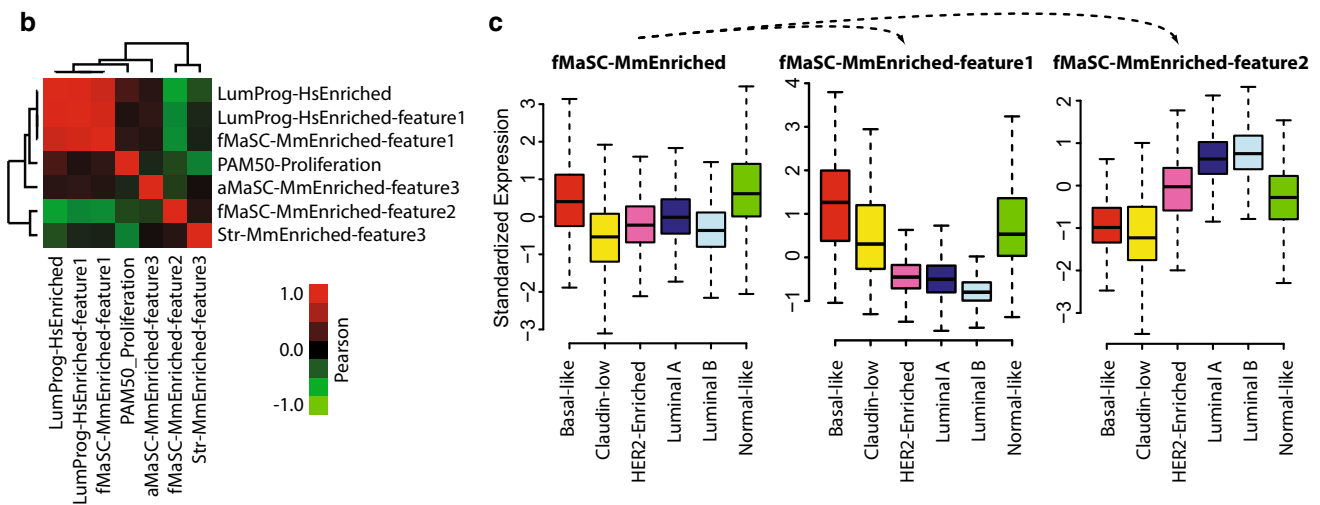 b
LumProg-HsEnriched
LumProg-HsEnriched-feature1
fMaSC-MmEnriched-feature1
PAM50-Proliferation
aMaSC-MmEnriched-feature3
fMaSC-MmEnriched-feature2
Str-MmEnriched-feature3
LumProg-HsEnriched
LumProg-HsEnriched-feature1
fMaSC-MmEnriched-feature1
PAM50_Proliferation
aMaSC-MmEnriched-feature3
fMaSC-MmEnriched-feature2
Str-MmEnriched-feature3
1.0
0.0
-1.0
Pearson
c
fMaSC-MmEnriched
Standardized Expression
3
2
1
0
−1
−2
−3
Basal-like
Claudin-low
HER2-Enriched
Luminal A
Luminal B
Normal-like
fMaSC-MmEnriched-feature1
4
3
2
1
0
−1
Basal-like
Claudin-low
HER2-Enriched
Luminal A
Luminal B
Normal-like
fMaSC-MmEnriched-feature2
2
1
0
−1
−2
−3
Basal-like
Claudin-low
HER2-Enriched
Luminal A
Luminal B
Normal-like